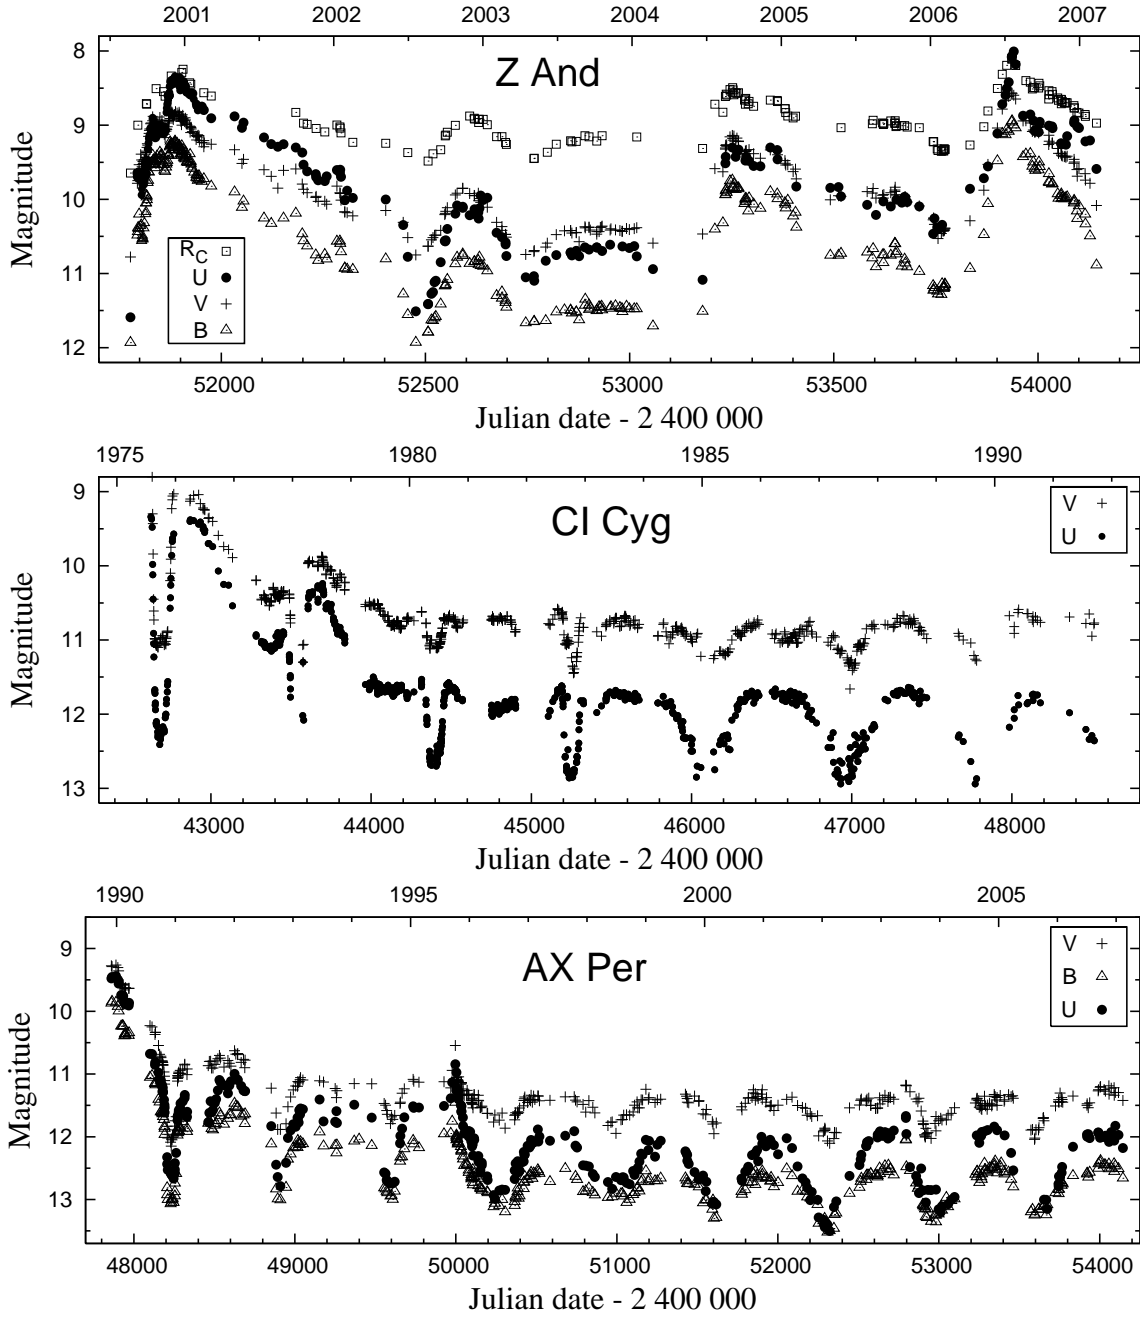 2001 2002 2003 2004 2005 2006 2007
Z And
8
9
10
11
12
Magnitude
R_C
U
V
B
52000 52500 53000 53500 54000
Julian date - 2 400 000
1975 1980 1985 1990
CI Cyg
V
U
9
10
11
12
13
Magnitude
43000 44000 45000 46000 47000 48000
Julian date - 2 400 000
1990 1995 2000 2005
AX Per
V
B
U
9
10
11
12
13
Magnitude
48000 49000 50000 51000 52000 53000 54000
Julian date - 2 400 000